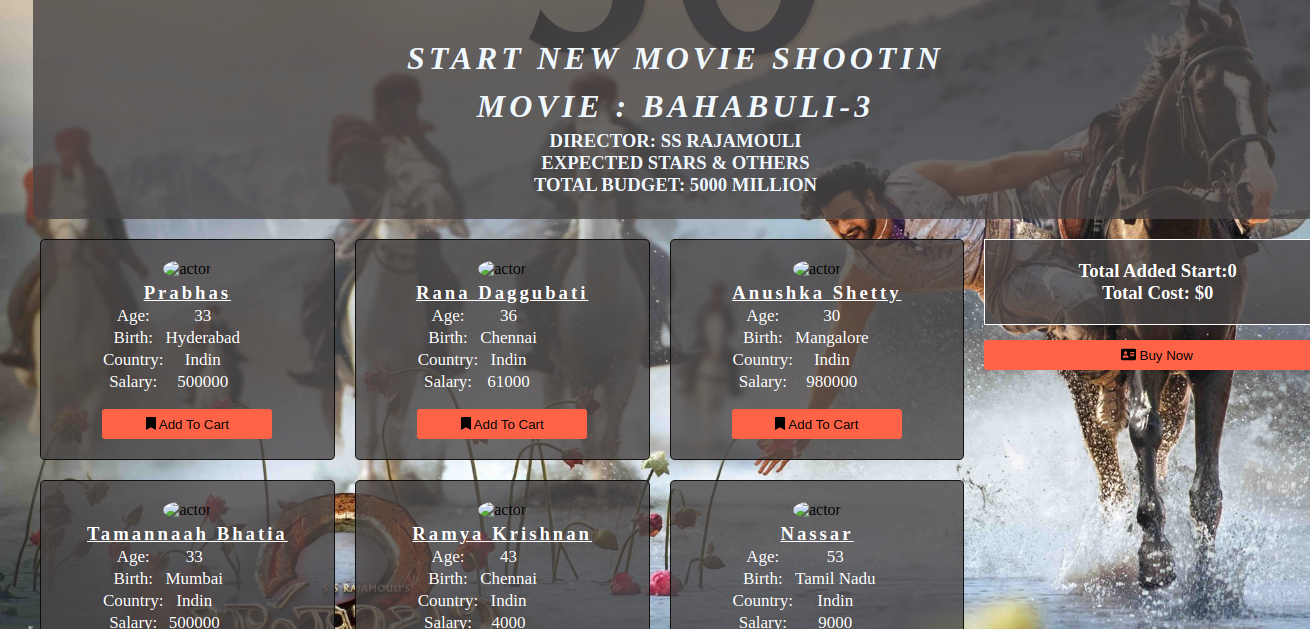 START NEW MOVIE SHOOTIN
MOVIE : BAHABULI-3
DIRECTOR: SS RAJAMOULI
EXPECTED STARS & OTHERS
TOTAL BUDGET: 5000 MILLION
actor
Prabhas
Age: 33
Birth: Hyderabad
Country: Indin
Salary: 500000
Add To Cart
actor
Rana Daggubati
Age: 36
Birth: Chennai
Country: Indin
Salary: 61000
Add To Cart
actor
Anushka Shetty
Age: 30
Birth: Mangalore
Country: Indin
Salary: 980000
Add To Cart
Total Added Start:0
Total Cost: $0
Buy Now
actor
Tamannaah Bhatia
Age: 33
Birth: Mumbai
Country: Indin
Salary: 500000
actor
Ramya Krishnan
Age: 43
Birth: Chennai
Country: Indin
Salary: 4000
actor
Nassar
Age: 53
Birth: Tamil Nadu
Country: Indin
Salary: 9000
S S RAJAMOULI'S